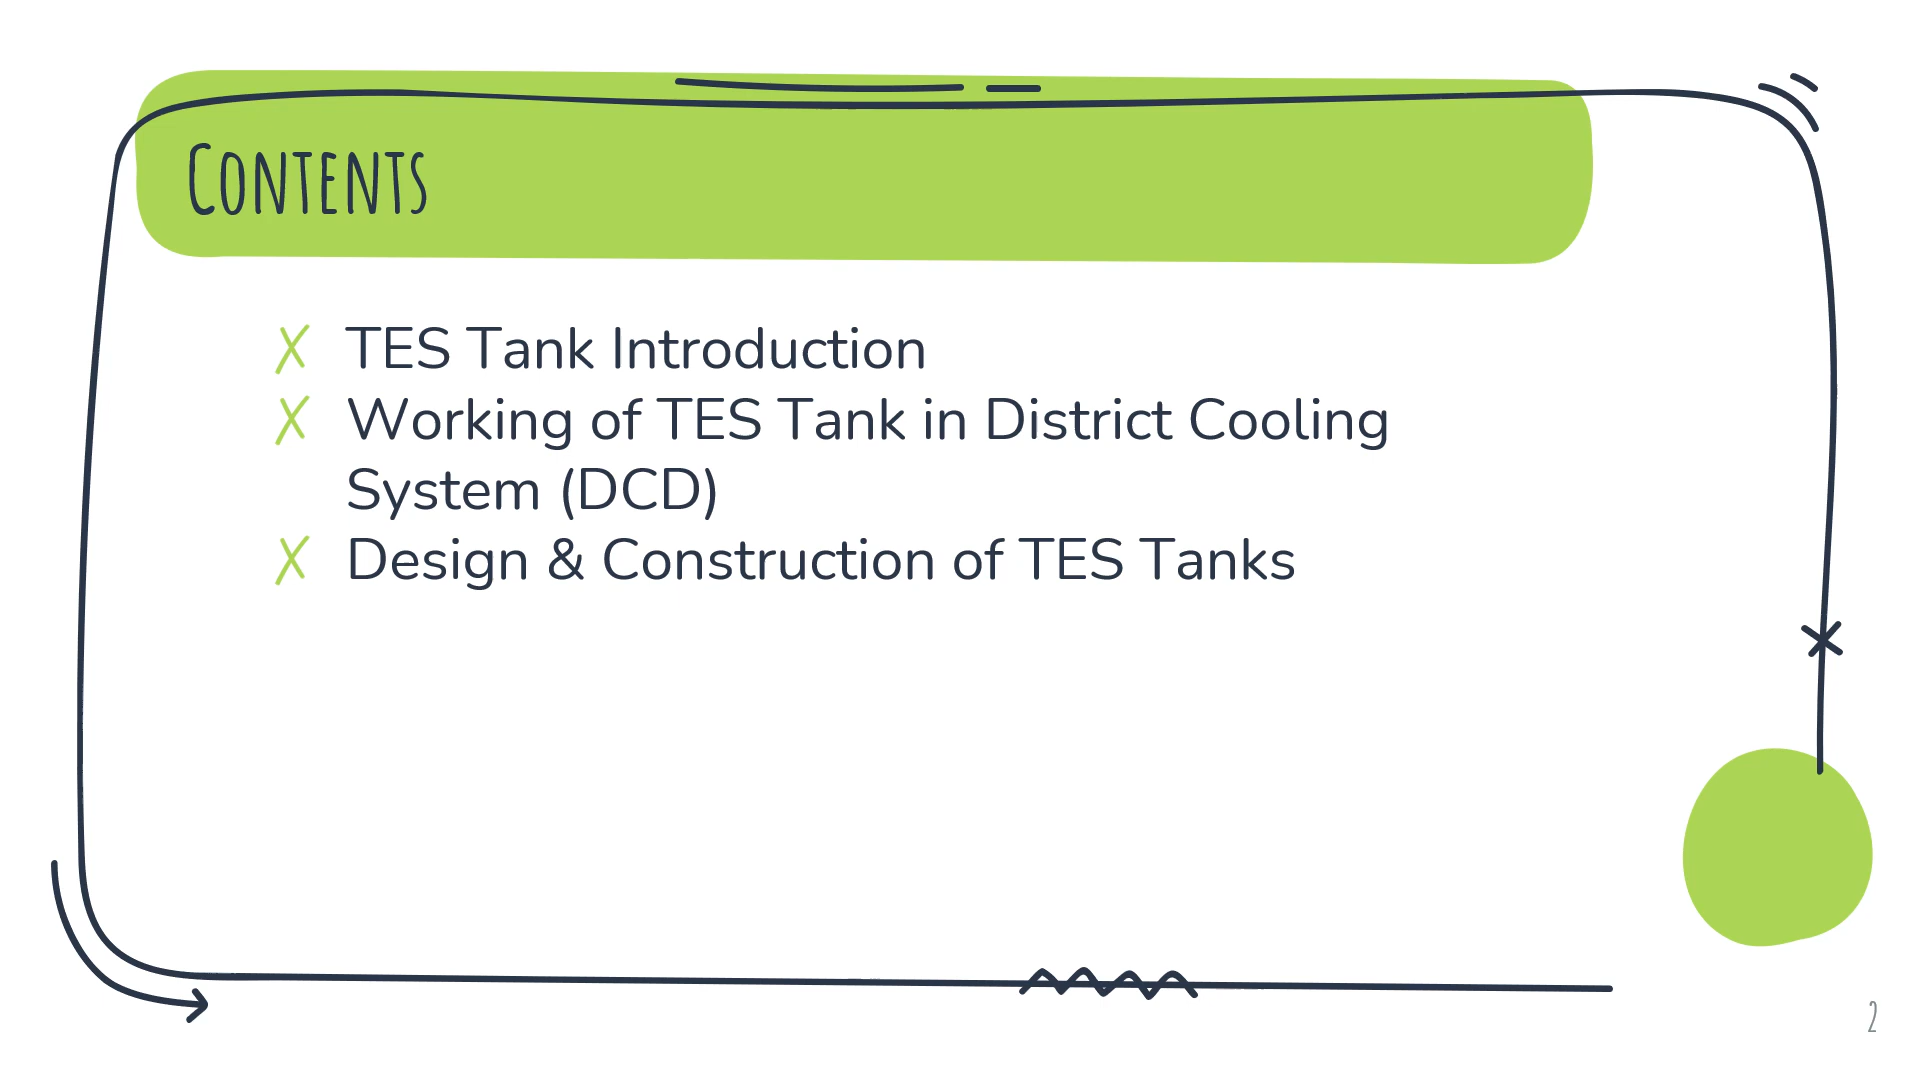 Contents
✗ TES Tank Introduction
✗ Working of TES Tank in District Cooling
System (DCD)
✗ Design & Construction of TES Tanks
2